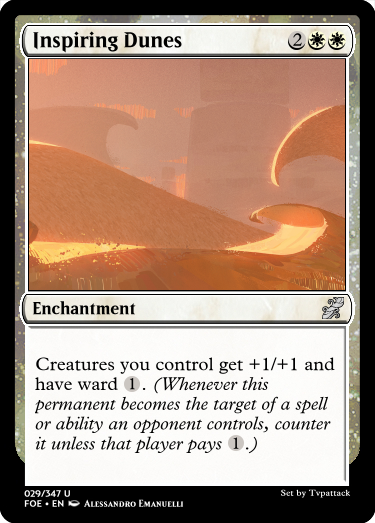 Inspiring Dunes 2
Enchantment
Creatures you control get +1/+1 and
have ward 1. (Whenever this
permanent becomes the target of a spell
or ability an opponent controls, counter
it unless that player pays 1.)
029/347 U Set by Tvpattack
FOE • EN Alessandro Emanuelli